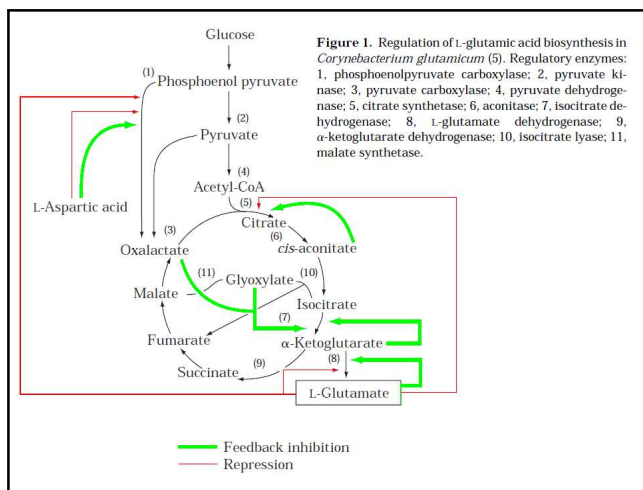 Glucose
Figure 1. Regulation of L-glutamic acid biosynthesis in
Corynebacterium glutamicum (5). Regulatory enzymes:
1, phosphoenolpyruvate carboxylase; 2, pyruvate ki-
nase; 3, pyruvate carboxylase; 4, pyruvate dehydroge-
nase; 5, citrate synthetase; 6, aconitase; 7, isocitrate de-
hydrogenase; 8, L-glutamate dehydrogenase; 9,
α-ketoglutarate dehydrogenase; 10, isocitrate lyase; 11,
malate synthetase.
(1)
Phosphoenol pyruvate
(2)
Pyruvate
(4)
Acetyl-CoA
(5)
L-Aspartic acid
Citrate
(3)
(6)
Oxalactate
cis-aconitate
(11)
Glyoxylate
(10)
Malate
Isocitrate
(7)
Fumarate
α-Ketoglutarate
(9)
(8)
Succinate
L-Glutamate
Feedback inhibition
Repression